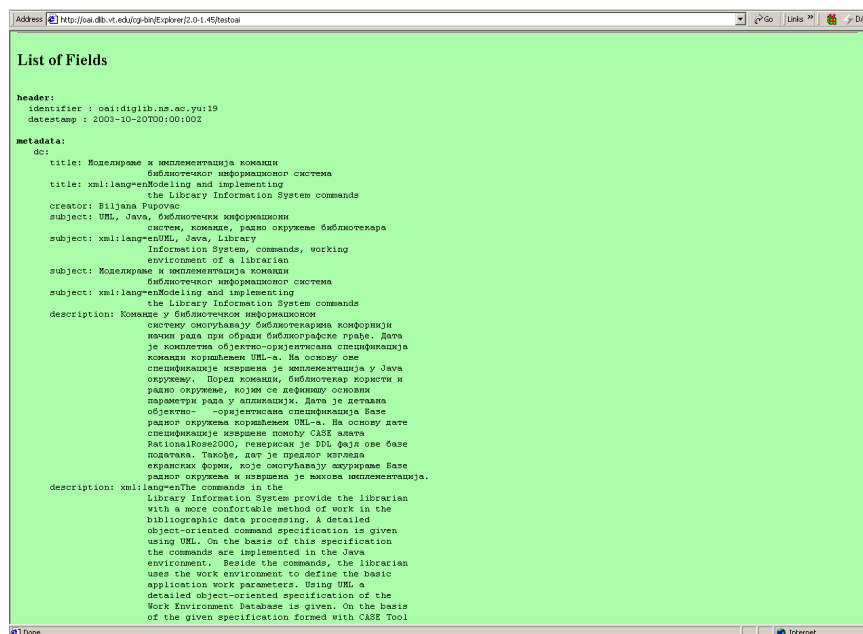 Address http://oai.dlib.vt.edu/cgi-bin/Explorer/2.0-1.45/testoai Go Links » DA
List of Fields
header:
identifier : oai:diglib.ns.ac.yu:19
datestamp : 2003-10-20T00:00:00Z
metadata:
dc:
title: Моделирање и имплементација команди
библиотечког информационог система
title: xml:lang=enModeling and implementing
the Library Information System commands
creator: Biljana Pupovac
subject: UML, Java, библиотечки информациони
систем, команде, радно окружење библиотекара
subject: xml:lang=enUML, Java, Library
Information System, commands, working
environment of a librarian
subject: Моделирање и имплементација команди
библиотечког информационог система
subject: xml:lang=enModeling and implementing
the Library Information System commands
description: Команде у библиотечком информационом
систему омогућавају библиотекарима комфорнији
начин рада при обради библиографске грађе. Дата
је комплетна објектно-оријентисана спецификација
команди коришћењем UML-а. На основу ове
спецификације извршена је имплементација у Java
окружењу. Поред команди, библиотекар користи и
радно окружење, којим се дефинишу основни
параметри рада у апликацији. Дата је детаљна
објектно- -оријентисана спецификација Базе
радног окружења коришћењем UML-а. На основу дате
спецификације извршене помоћу CASE алата
RationalRose2000, генерисан је DDL фајл ове базе
података. Такође, дат је предлог изгледа
екранских форми, које омогућавају ажурирање Базе
радног окружења и извршена је њихова имплементација.
description: xml:lang=enThe commands in the
Library Information System provide the librarian
with a more confortable method of work in the
bibliographic data processing. A detailed
object-oriented command specification is given
using UML. On the basis of this specification
the commands are implemented in the Java
environment. Beside the commands, the librarian
uses the work environment to define the basic
application work parameters. Using UML a
detailed object-oriented specification of the
Work Environment Database is given. On the basis
of the given specification formed with CASE Tool
Done Internet